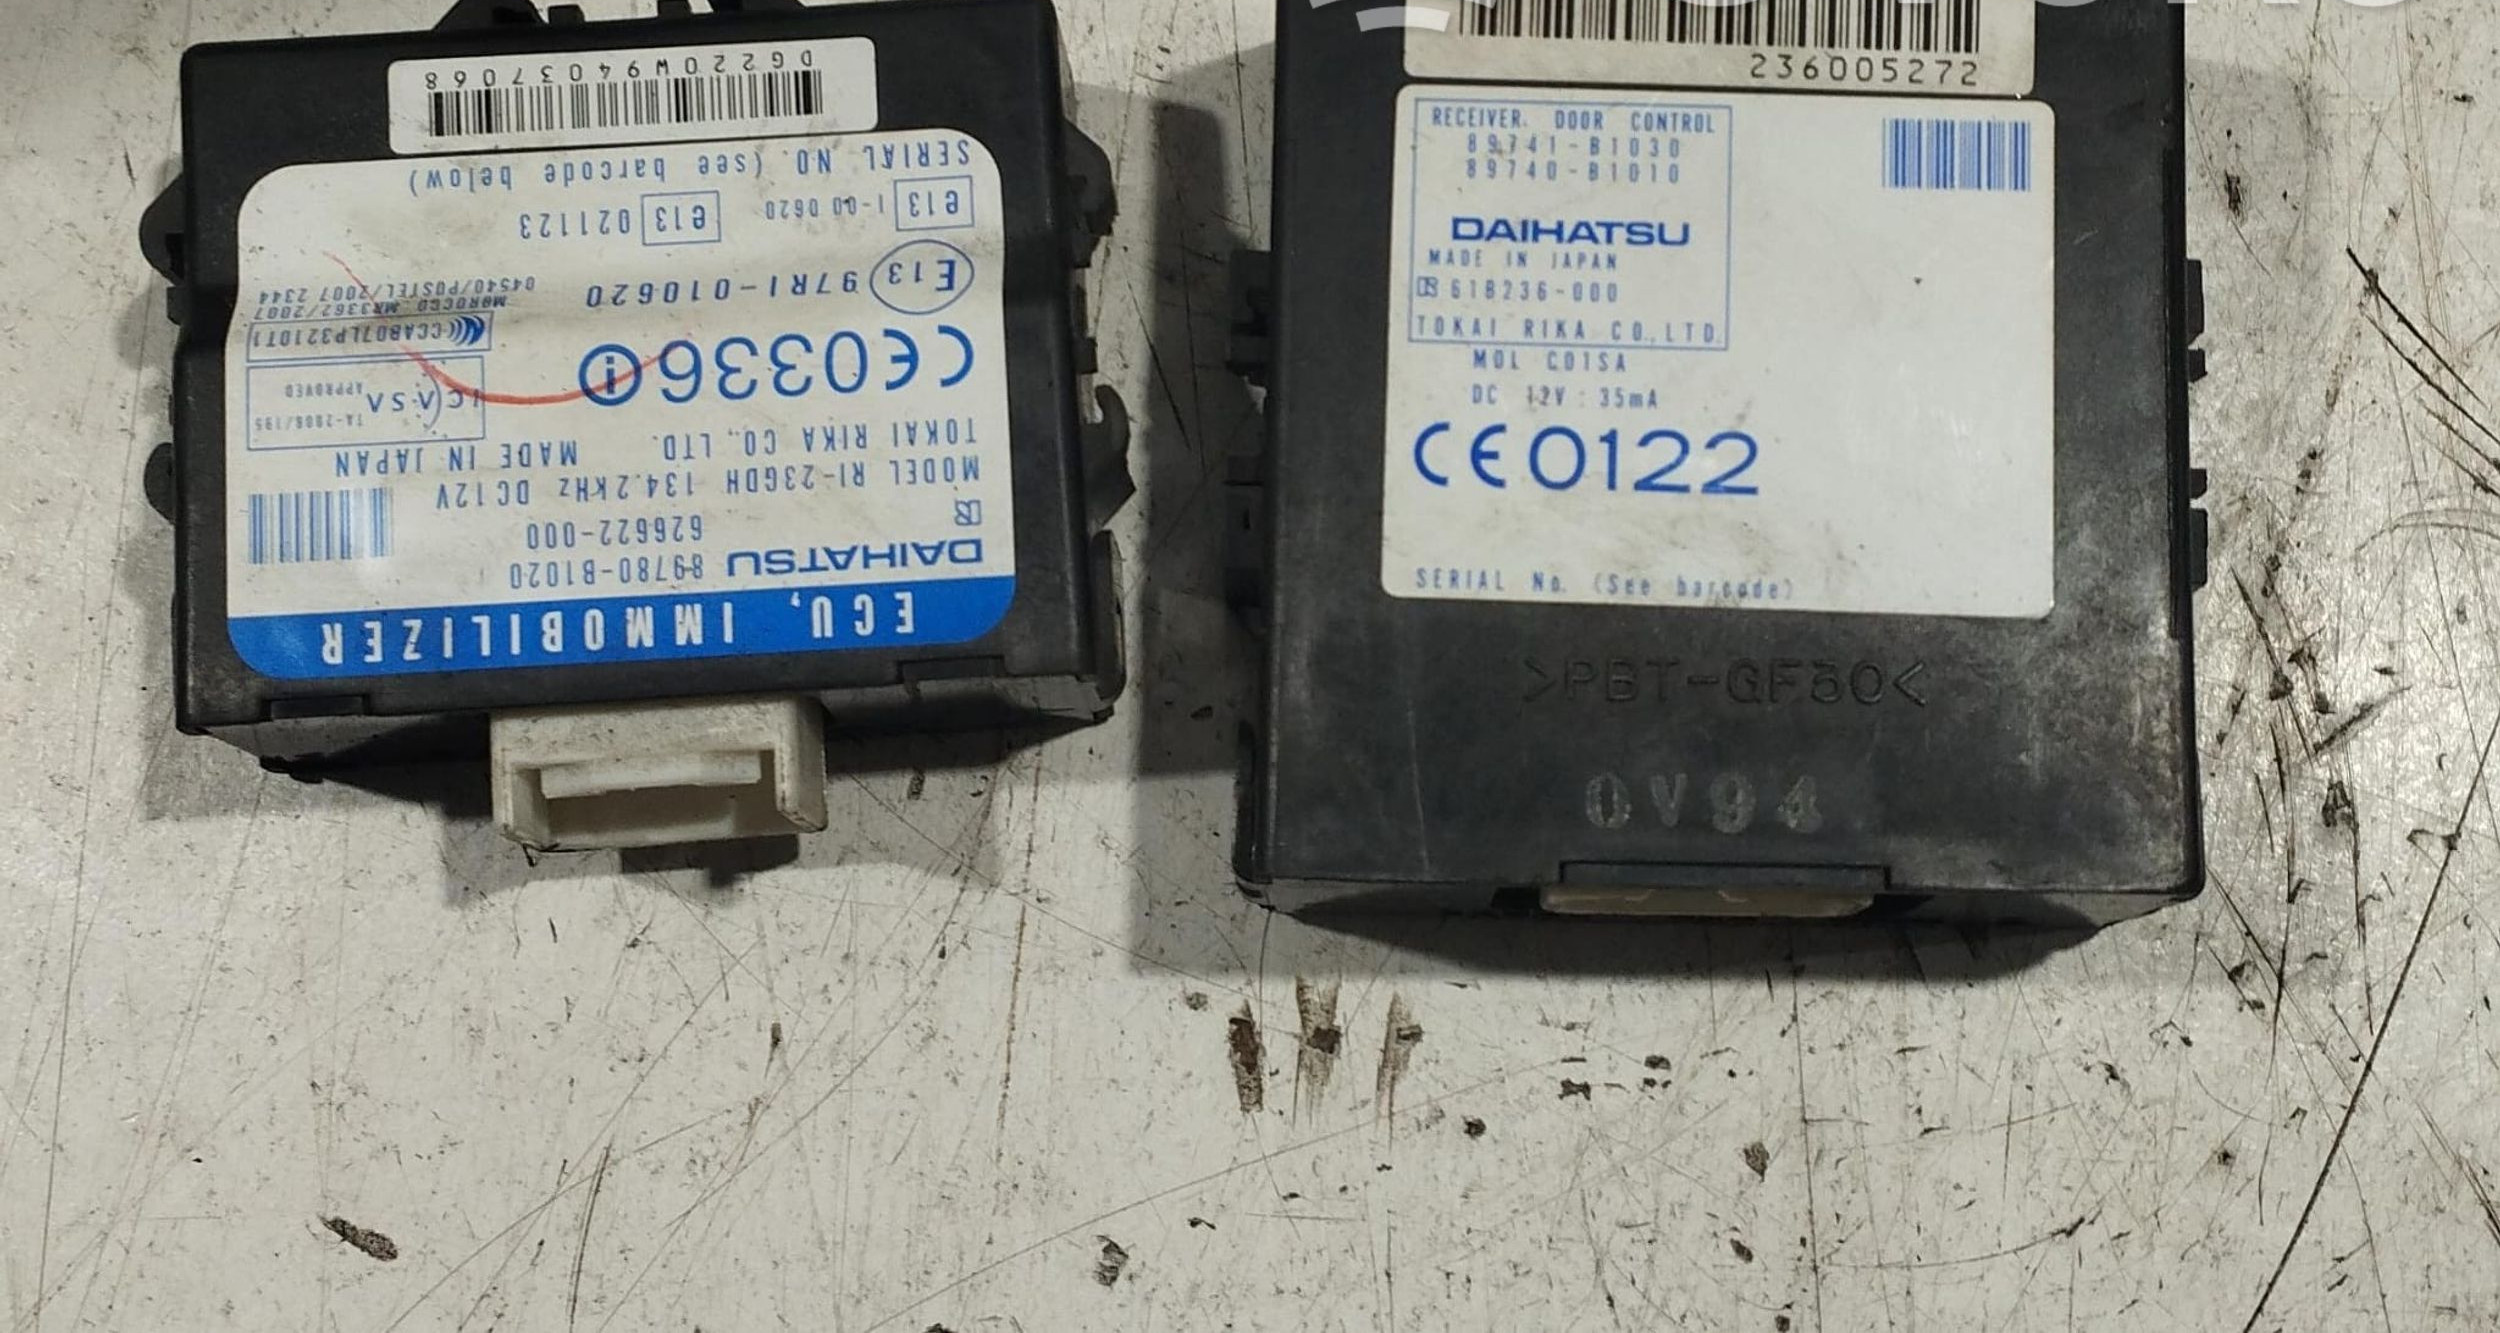 ECU, IMMOBILIZER
DAIHATSU 89780-B1020
626622-000
MODEL RI-23GDH 134.2kHz DC12V
TOKAI RIKA CO., LTD. MADE IN JAPAN
CE0336
ICASA
TA-2006/195
APPROVED
CCAB07LP3210T1
MOROCCO MR3362/2007
04540/POSTEL/2007 2344
E13 97RI-010620
e13 I-00 0620 e13 021123
SERIAL NO. (see barcode below)
DG220W94037068
236005272
RECEIVER. DOOR CONTROL
89741-B1030
89740-B1010
DAIHATSU
MADE IN JAPAN
618236-000
TOKAI RIKA CO., LTD.
MOL C01SA
DC 12V : 35mA
CE0122
SERIAL No. (See barcode)
>PBT-GF30<
0V94